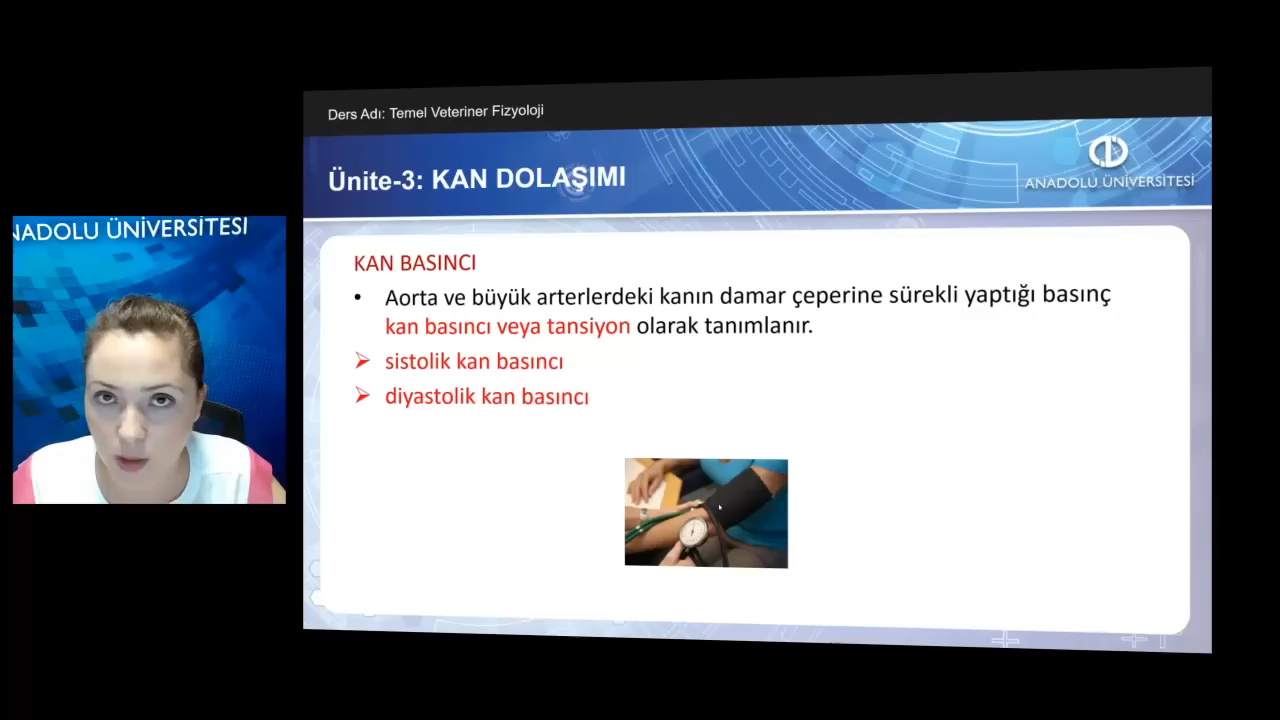 Ders Adı: Temel Veteriner Fizyoloji
Ünite-3: KAN DOLAŞIMI
ANADOLU ÜNİVERSİTESİ
NADOLU ÜNİVERSİTESİ
KAN BASINCI
• Aorta ve büyük arterlerdeki kanın damar çeperine sürekli yaptığı basınç
kan basıncı veya tansiyon olarak tanımlanır.
sistolik kan basıncı
diyastolik kan basıncı